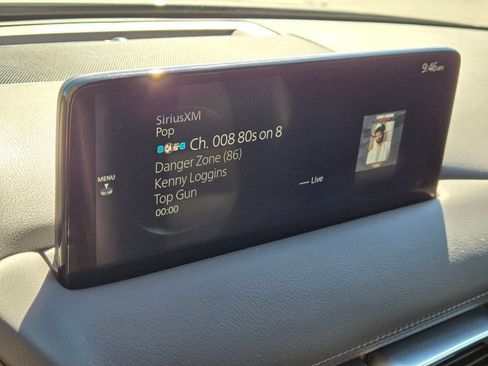 9:46am
SiriusXM
Pop
Ch. 008 80s on 8
Danger Zone (86)
Kenny Loggins
Live
MENU
Top Gun
00:00